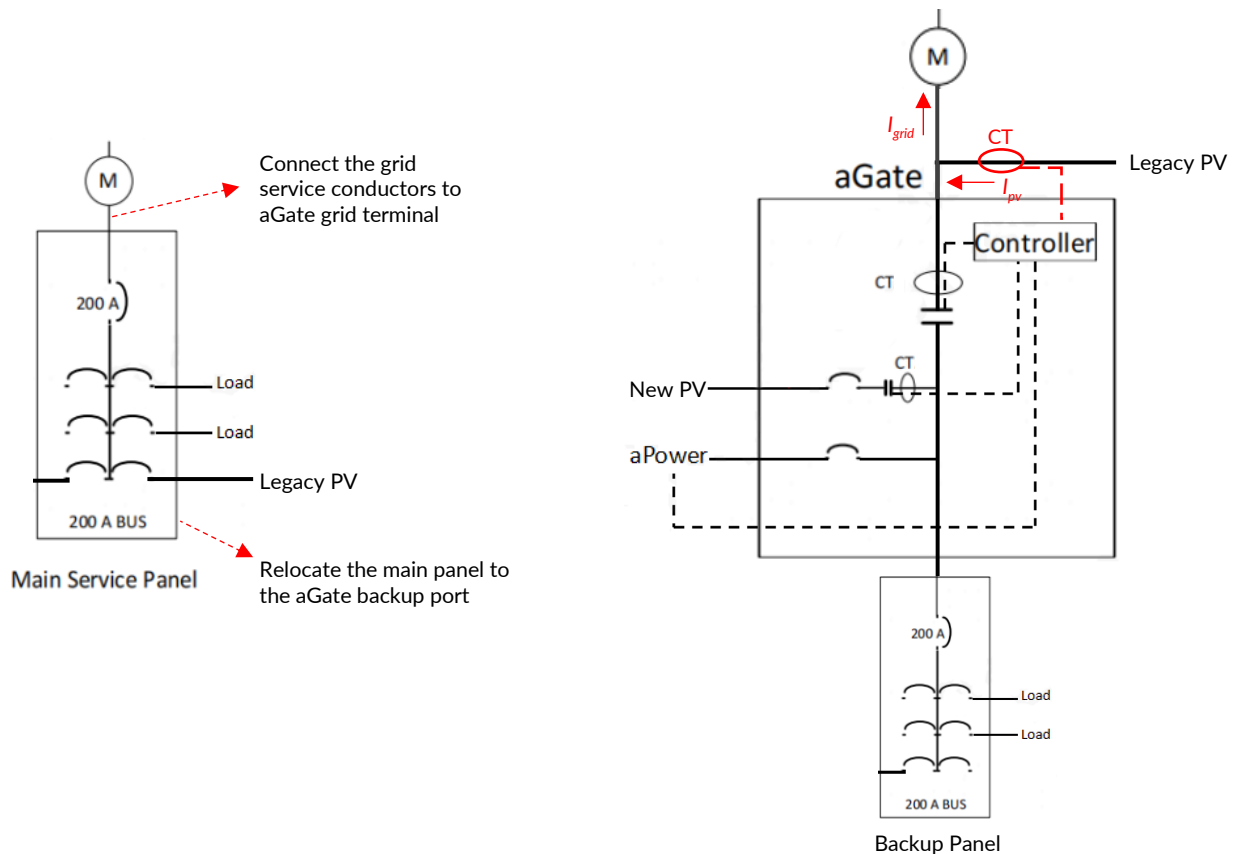 M
Connect the grid
service conductors to
aGate grid terminal
200 A
Load
Load
Legacy PV
200 A BUS
Main Service Panel
Relocate the main panel to
the aGate backup port
M
Igrid
CT
Legacy PV
aGate
Ipv
Controller
CT
CT
New PV
aPower
200 A
Load
Load
200 A BUS
Backup Panel